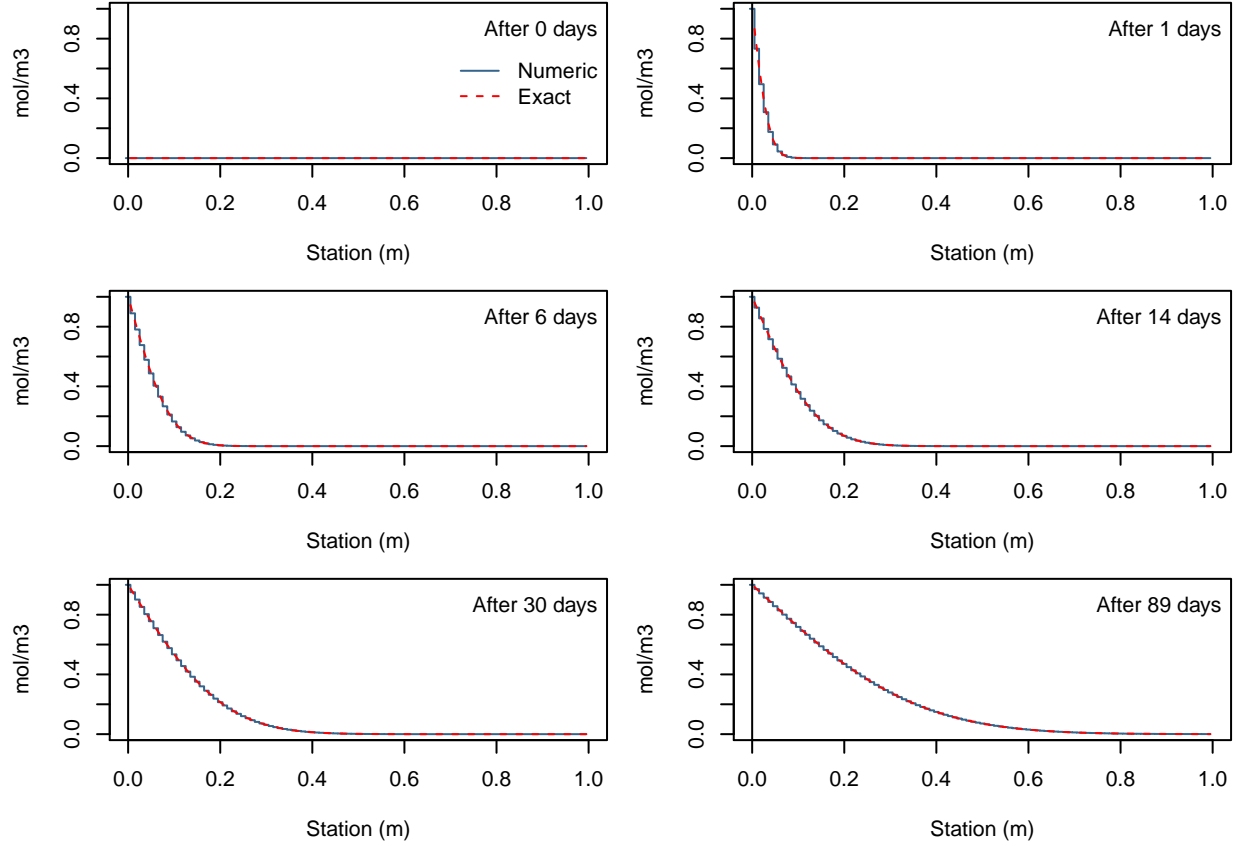 After 0 days
Numeric
Exact
mol/m3
0.0 0.4 0.8
0.0 0.2 0.4 0.6 0.8 1.0
Station (m)
After 1 days
mol/m3
0.0 0.4 0.8
0.0 0.2 0.4 0.6 0.8 1.0
Station (m)
After 6 days
mol/m3
0.0 0.4 0.8
0.0 0.2 0.4 0.6 0.8 1.0
Station (m)
After 14 days
mol/m3
0.0 0.4 0.8
0.0 0.2 0.4 0.6 0.8 1.0
Station (m)
After 30 days
mol/m3
0.0 0.4 0.8
0.0 0.2 0.4 0.6 0.8 1.0
Station (m)
After 89 days
mol/m3
0.0 0.4 0.8
0.0 0.2 0.4 0.6 0.8 1.0
Station (m)